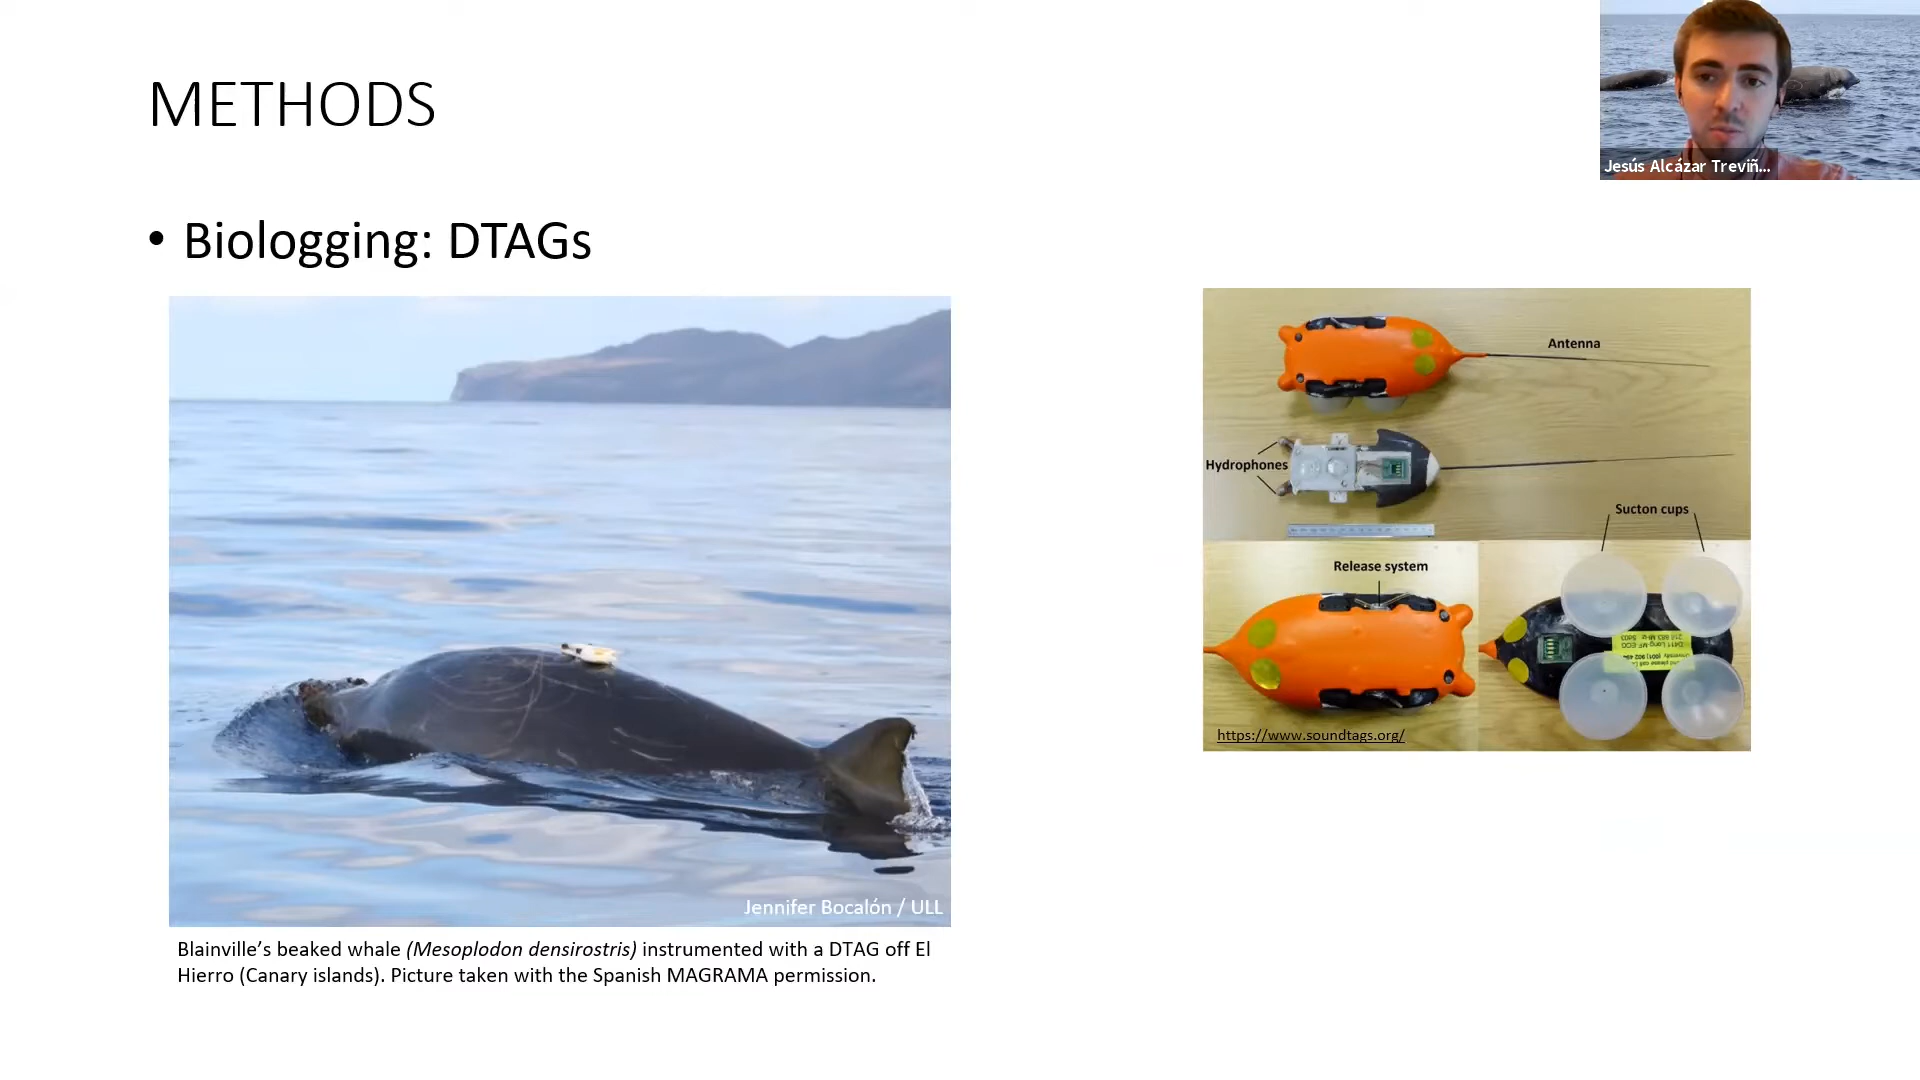 METHODS
Jesús Alcázar Treviñ...
• Biologging: DTAGs
Antenna
Hydrophones
Sucton cups
Release system
https://www.soundtags.org/
Jennifer Bocalón / ULL
Blainville’s beaked whale (Mesoplodon densirostris) instrumented with a DTAG off El
Hierro (Canary islands). Picture taken with the Spanish MAGRAMA permission.